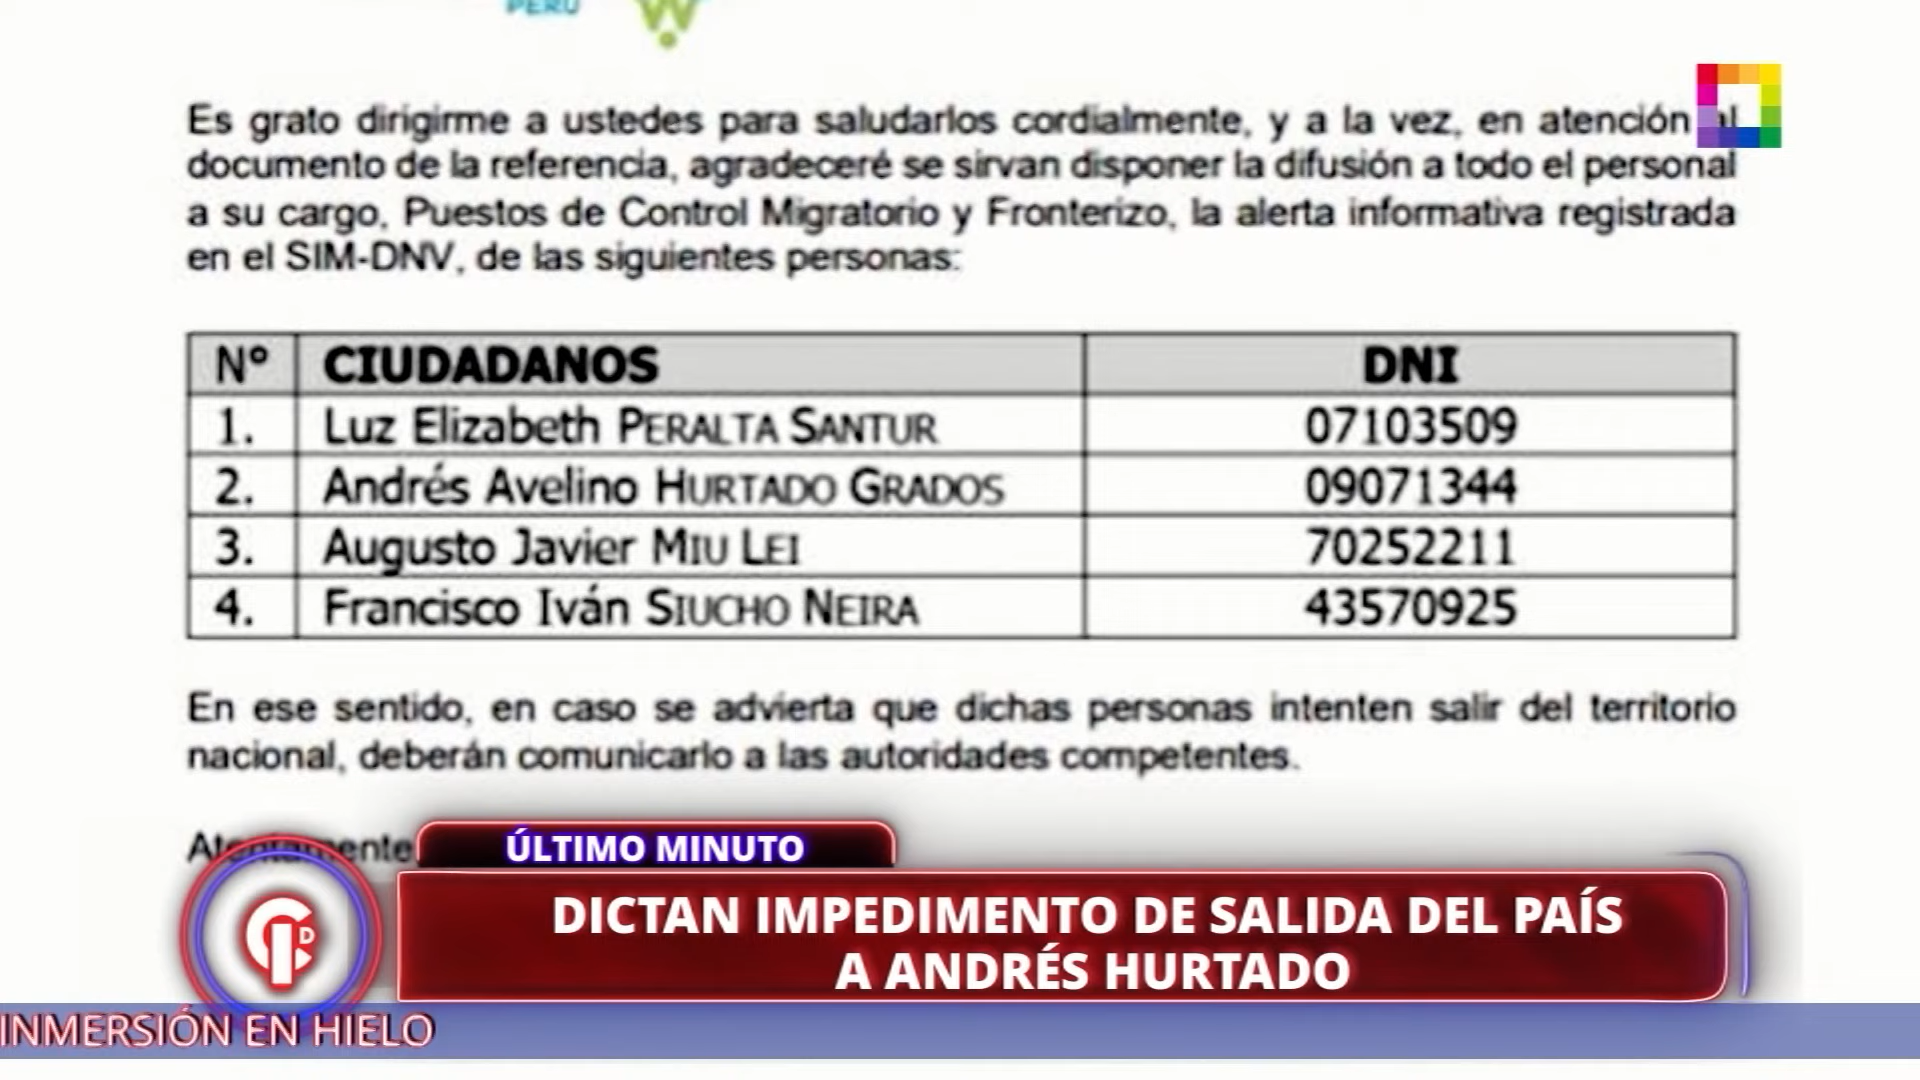 PERÚ
Es grato dirigirme a ustedes para saludarlos cordialmente, y a la vez, en atención al
documento de la referencia, agradeceré se sirvan disponer la difusión a todo el personal
a su cargo, Puestos de Control Migratorio y Fronterizo, la alerta informativa registrada
en el SIM-DNV, de las siguientes personas:
N° CIUDADANOS DNI
1. Luz Elizabeth PERALTA SANTUR 07103509
2. Andrés Avelino HURTADO GRADOS 09071344
3. Augusto Javier MIU LEI 70252211
4. Francisco Iván SIUCHO NEIRA 43570925
En ese sentido, en caso se advierta que dichas personas intenten salir del territorio
nacional, deberán comunicarlo a las autoridades competentes.
Atentamente
ÚLTIMO MINUTO
DICTAN IMPEDIMENTO DE SALIDA DEL PAÍS
A ANDRÉS HURTADO
INMERSIÓN EN HIELO